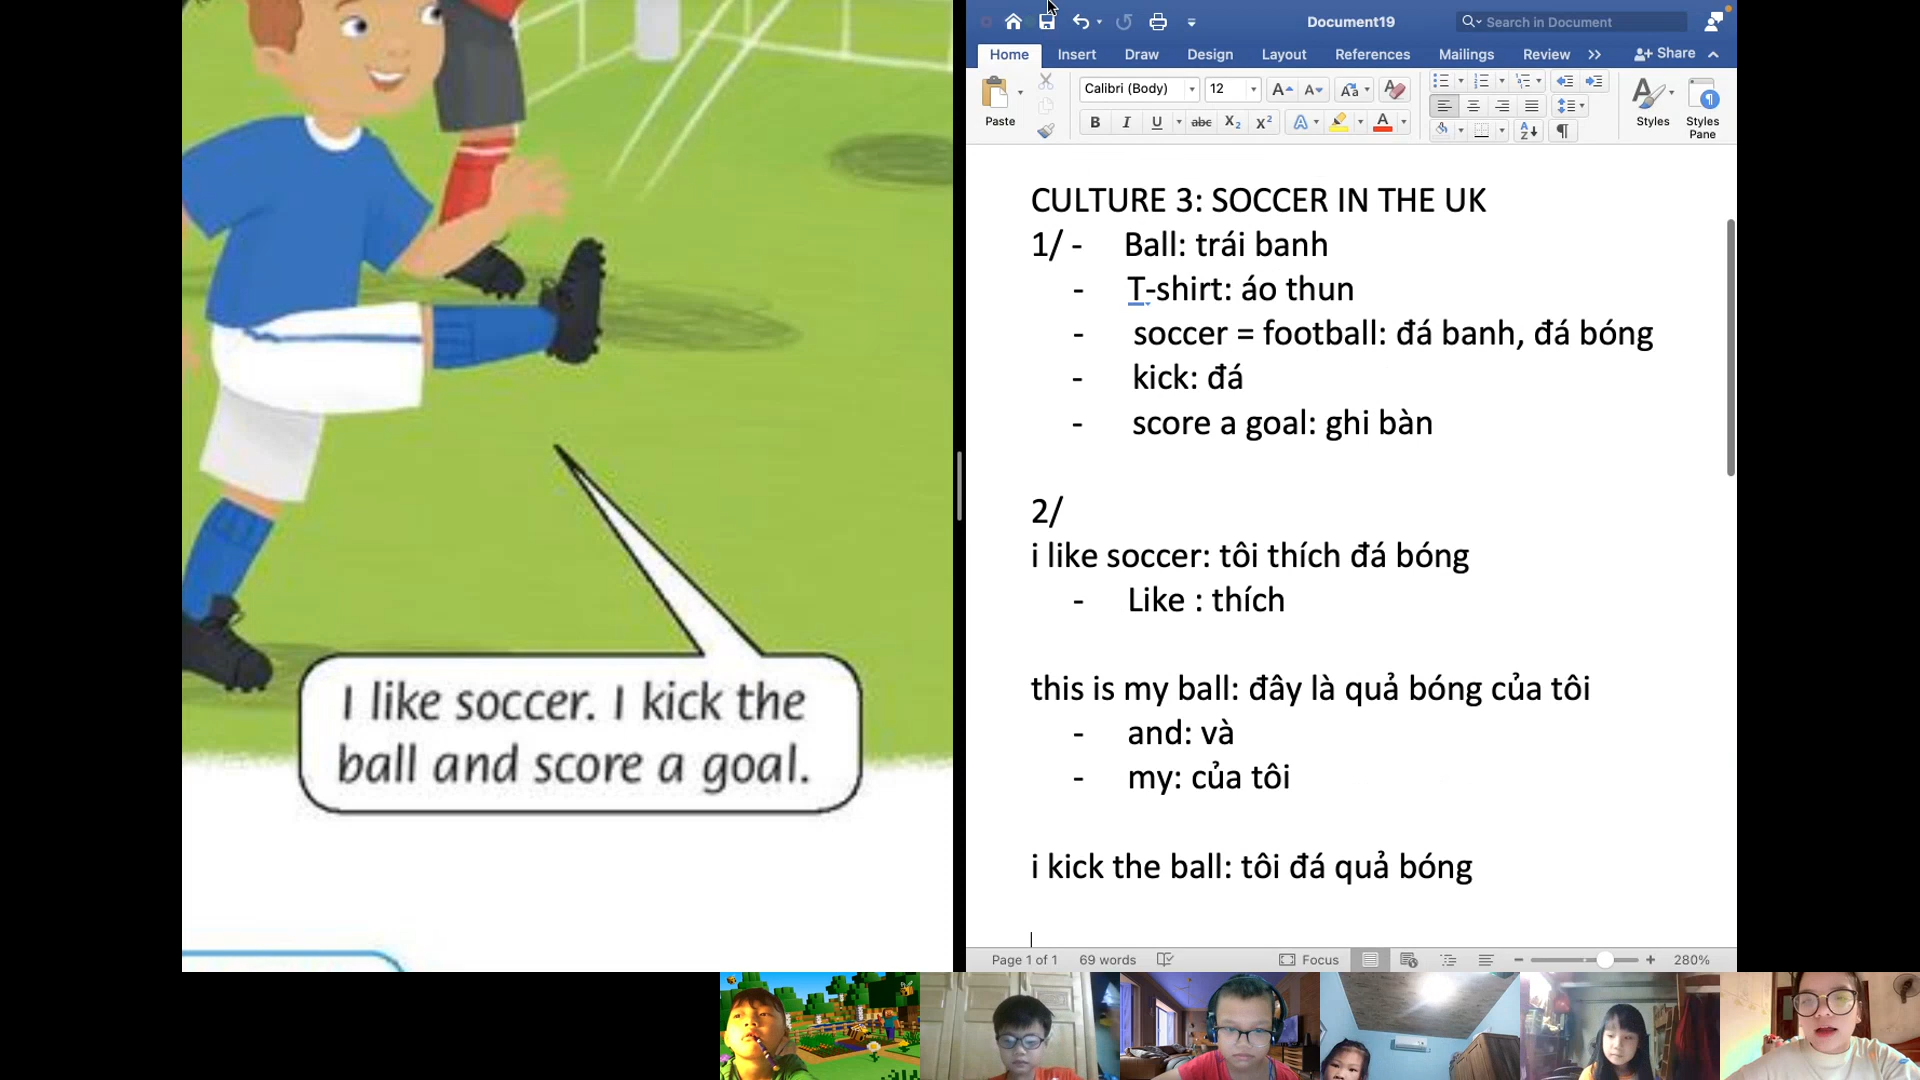 I like soccer. I kick the
ball and score a goal.
Document19
Search in Document
Home Insert Draw Design Layout References Mailings Review Share
Paste
Calibri (Body) 12
Styles
Styles Pane
CULTURE 3: SOCCER IN THE UK
1/ - Ball: trái banh
- T-shirt: áo thun
- soccer = football: đá banh, đá bóng
- kick: đá
- score a goal: ghi bàn
2/
i like soccer: tôi thích đá bóng
- Like : thích
this is my ball: đây là quả bóng của tôi
- and: và
- my: của tôi
i kick the ball: tôi đá quả bóng
Page 1 of 1 69 words Focus 280%